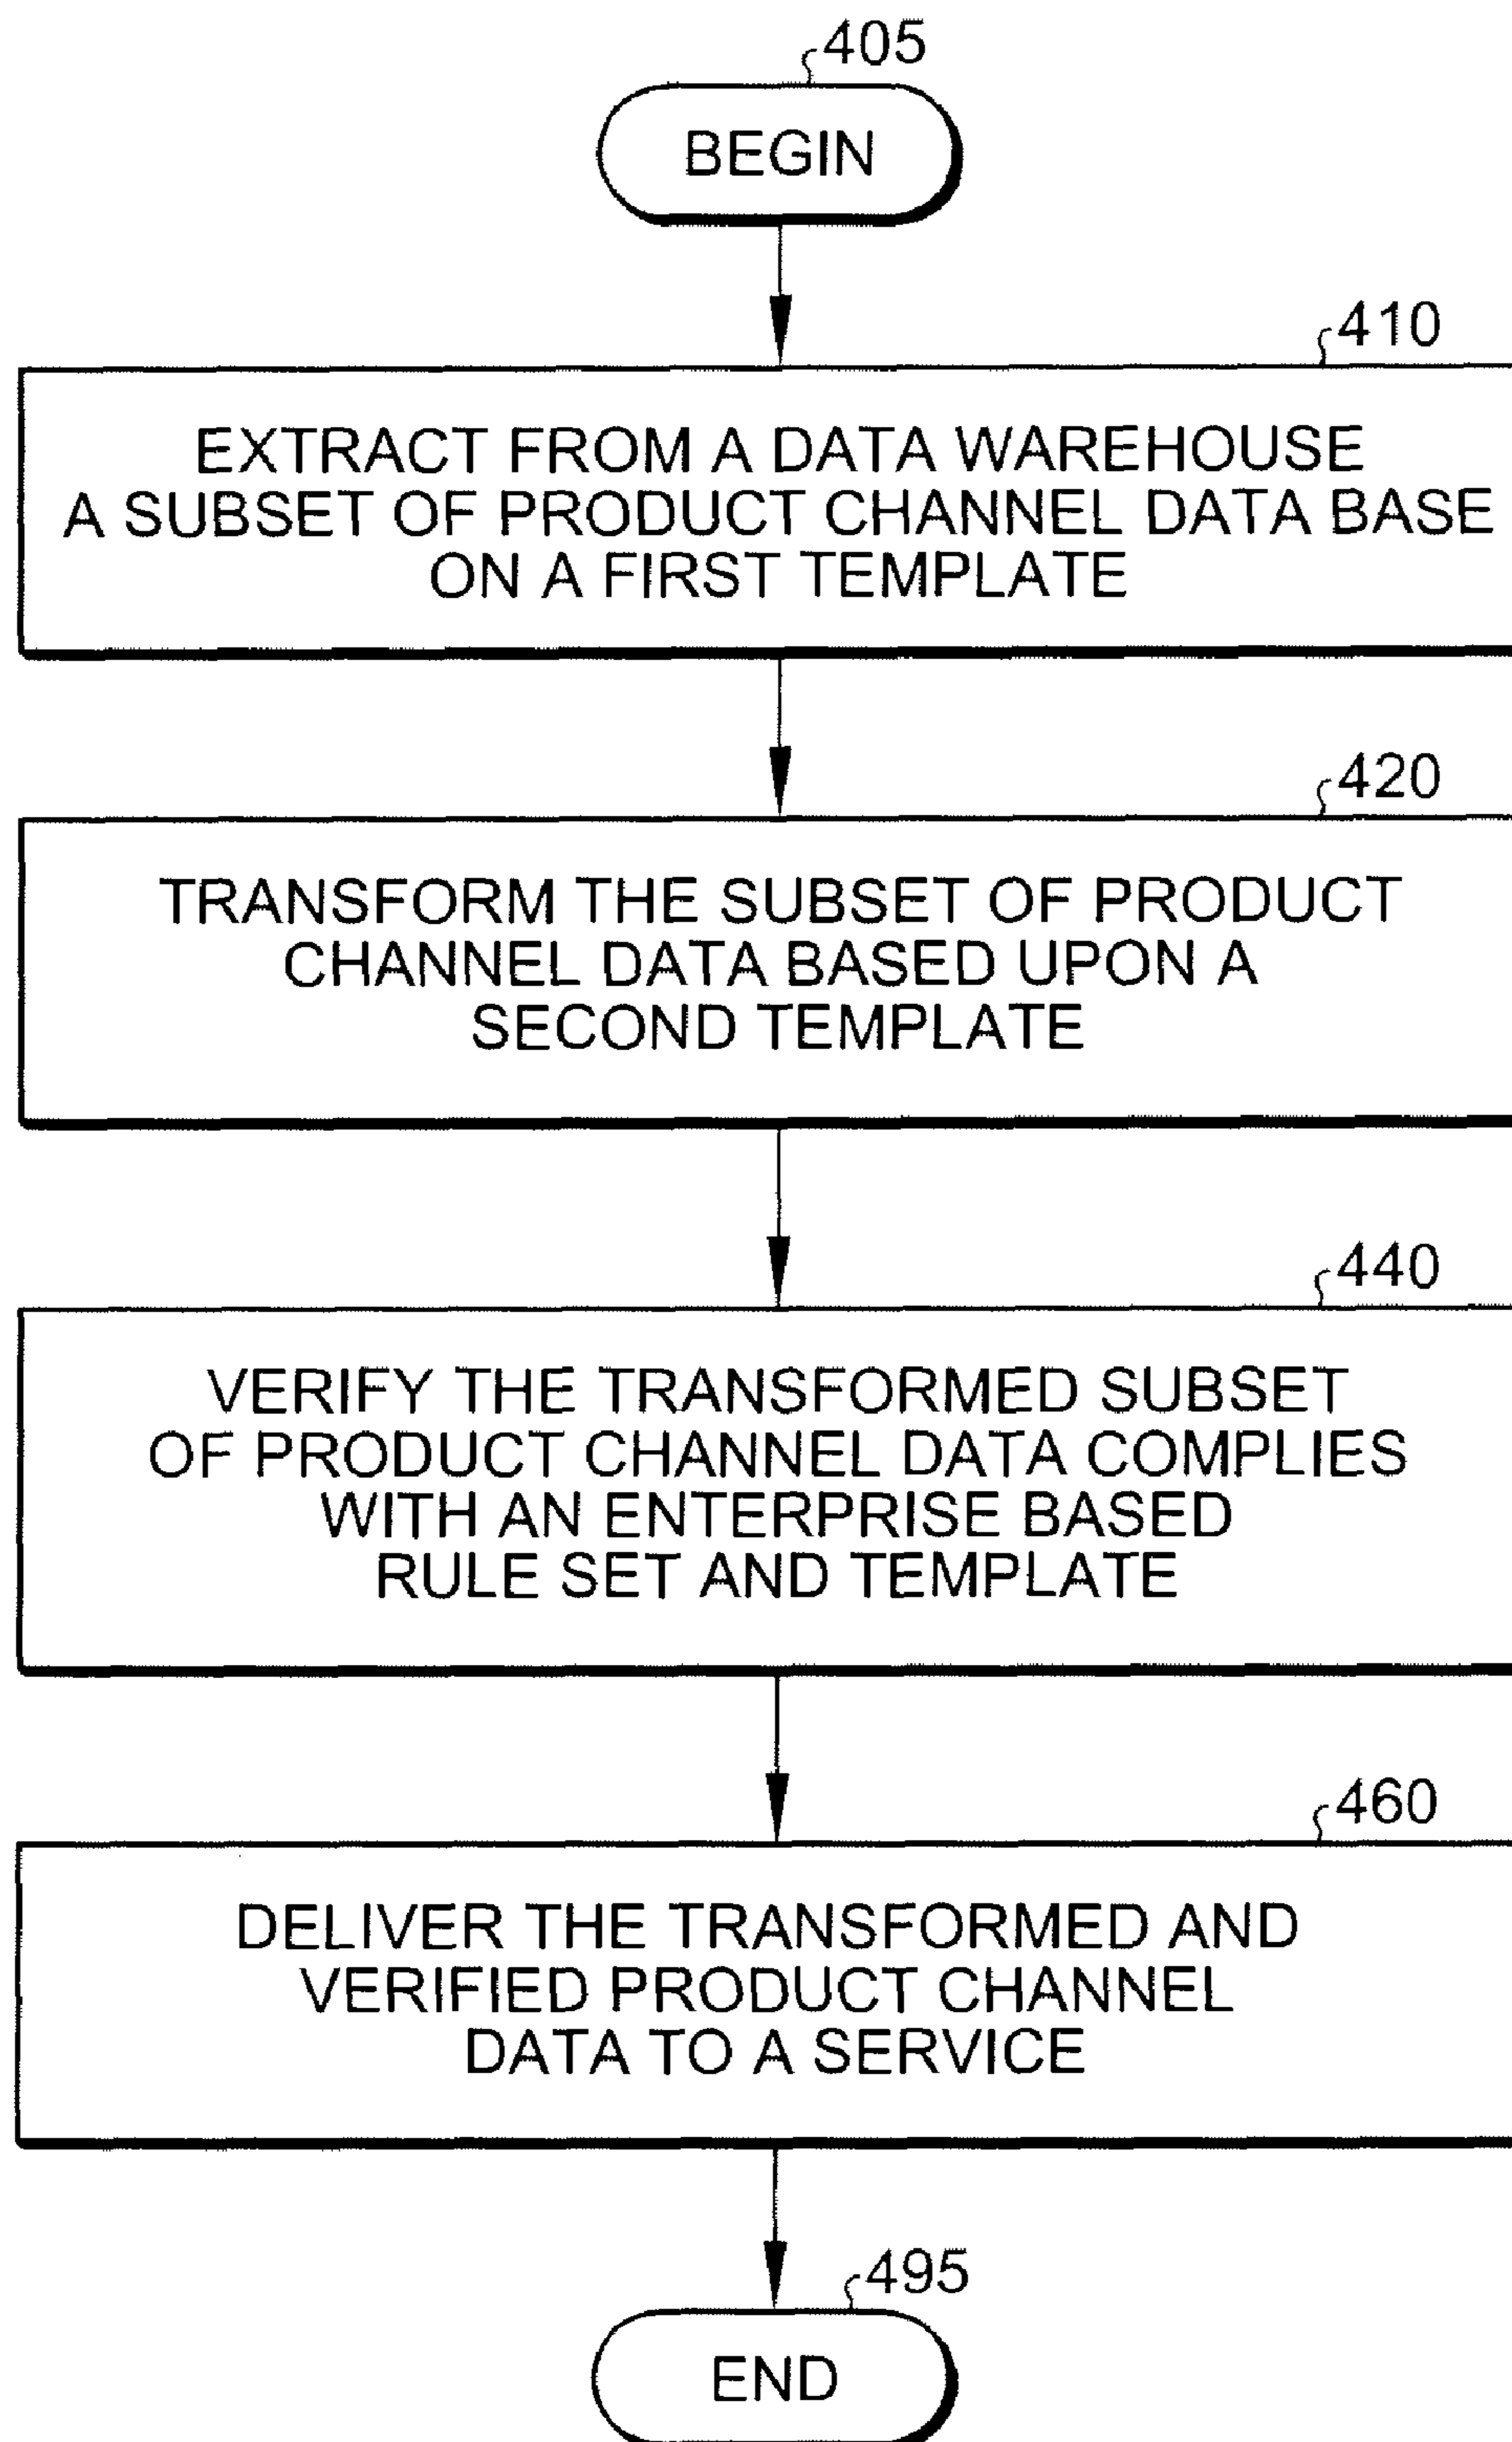 405
BEGIN
410
EXTRACT FROM A DATA WAREHOUSE
A SUBSET OF PRODUCT CHANNEL DATA BASE
ON A FIRST TEMPLATE
420
TRANSFORM THE SUBSET OF PRODUCT
CHANNEL DATA BASED UPON A
SECOND TEMPLATE
440
VERIFY THE TRANSFORMED SUBSET
OF PRODUCT CHANNEL DATA COMPLIES
WITH AN ENTERPRISE BASED
RULE SET AND TEMPLATE
460
DELIVER THE TRANSFORMED AND
VERIFIED PRODUCT CHANNEL
DATA TO A SERVICE
495
END